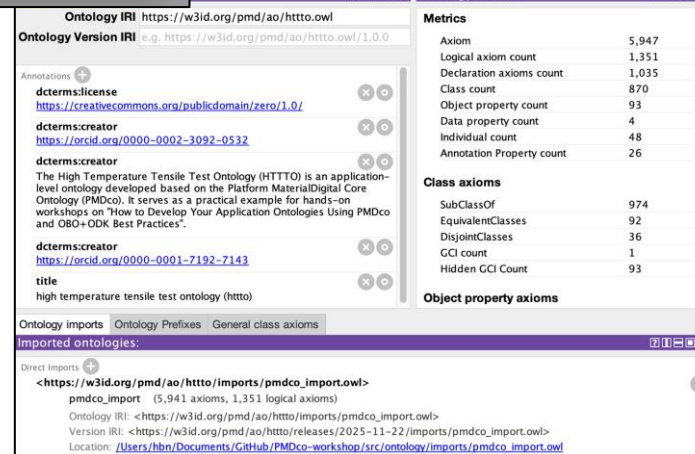 Ontology IRI https://w3id.org/pmd/ao/httto.owl
Ontology Version IRI e.g. https://w3id.org/pmd/ao/httto.owl/1.0.0
Annotations
dcterms:license
https://creativecommons.org/publicdomain/zero/1.0/
dcterms:creator
https://orcid.org/0000-0002-3092-0532
dcterms:creator
The High Temperature Tensile Test Ontology (HTTTO) is an application-
level ontology developed based on the Platform MaterialDigital Core
Ontology (PMDco). It serves as a practical example for hands-on
workshops on "How to Develop Your Application Ontologies Using PMDco
and OBO+ODK Best Practices".
dcterms:creator
https://orcid.org/0000-0001-7192-7143
title
high temperature tensile test ontology (httto)
Metrics
Axiom 5,947
Logical axiom count 1,351
Declaration axioms count 1,035
Class count 870
Object property count 93
Data property count 4
Individual count 48
Annotation Property count 26
Class axioms
SubClassOf 974
EquivalentClasses 92
DisjointClasses 36
GCI count 1
Hidden GCI Count 93
Object property axioms
Ontology imports Ontology Prefixes General class axioms
Imported ontologies:
Direct Imports
<https://w3id.org/pmd/ao/httto/imports/pmdco_import.owl>
pmdco_import (5,941 axioms, 1,351 logical axioms)
Ontology IRI: <https://w3id.org/pmd/ao/httto/imports/pmdco_import.owl>
Version IRI: <https://w3id.org/pmd/ao/httto/releases/2025-11-22/imports/pmdco_import.owl>
Location: /Users/hbn/Documents/GitHub/PMDco-workshop/src/ontology/imports/pmdco_import.owl